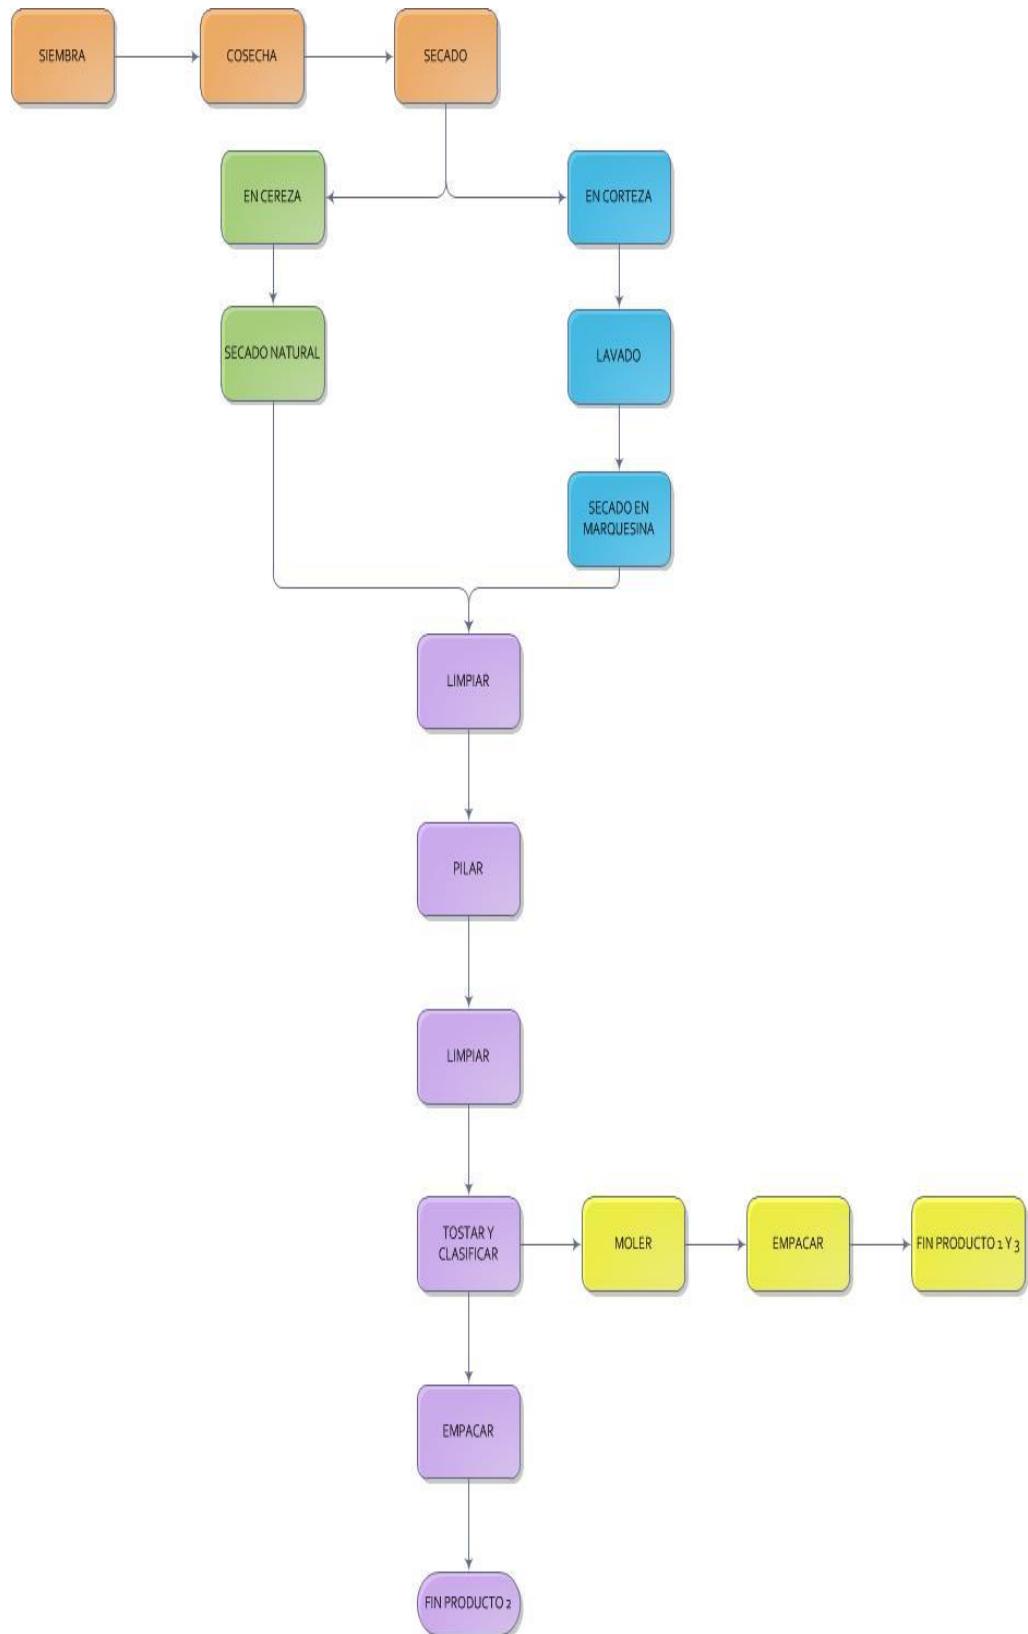 SIEMBRA
COSECHA
SECADO
EN CEREZA
EN CORTEZA
SECADO NATURAL
LAVADO
SECADO EN
MARQUESINA
LIMPIAR
PILAR
LIMPIAR
TOSTAR Y
CLASIFICAR
MOLER
EMPACAR
FIN PRODUCTO 1 Y 3
EMPACAR
FIN PRODUCTO 2